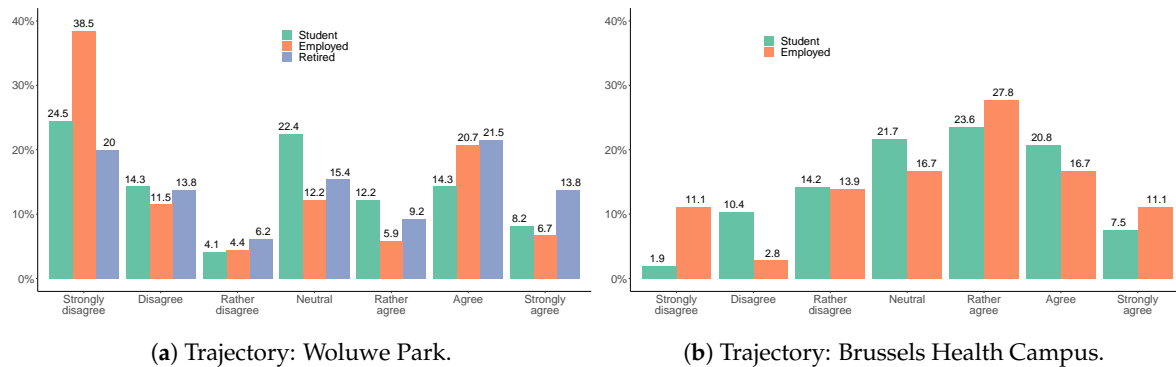 40%
30%
20%
10%
0%
Student
Employed
Retired
24.5
38.5
20
14.3
11.5
13.8
4.1
4.4
6.2
22.4
12.2
15.4
12.2
5.9
9.2
14.3
20.7
21.5
8.2
6.7
13.8
Strongly
disagree
Disagree
Rather
disagree
Neutral
Rather
agree
Agree
Strongly
agree
(a) Trajectory: Woluwe Park.
40%
30%
20%
10%
0%
Student
Employed
1.9
11.1
10.4
2.8
14.2
13.9
21.7
16.7
23.6
27.8
20.8
16.7
7.5
11.1
Strongly
disagree
Disagree
Rather
disagree
Neutral
Rather
agree
Agree
Strongly
agree
(b) Trajectory: Brussels Health Campus.